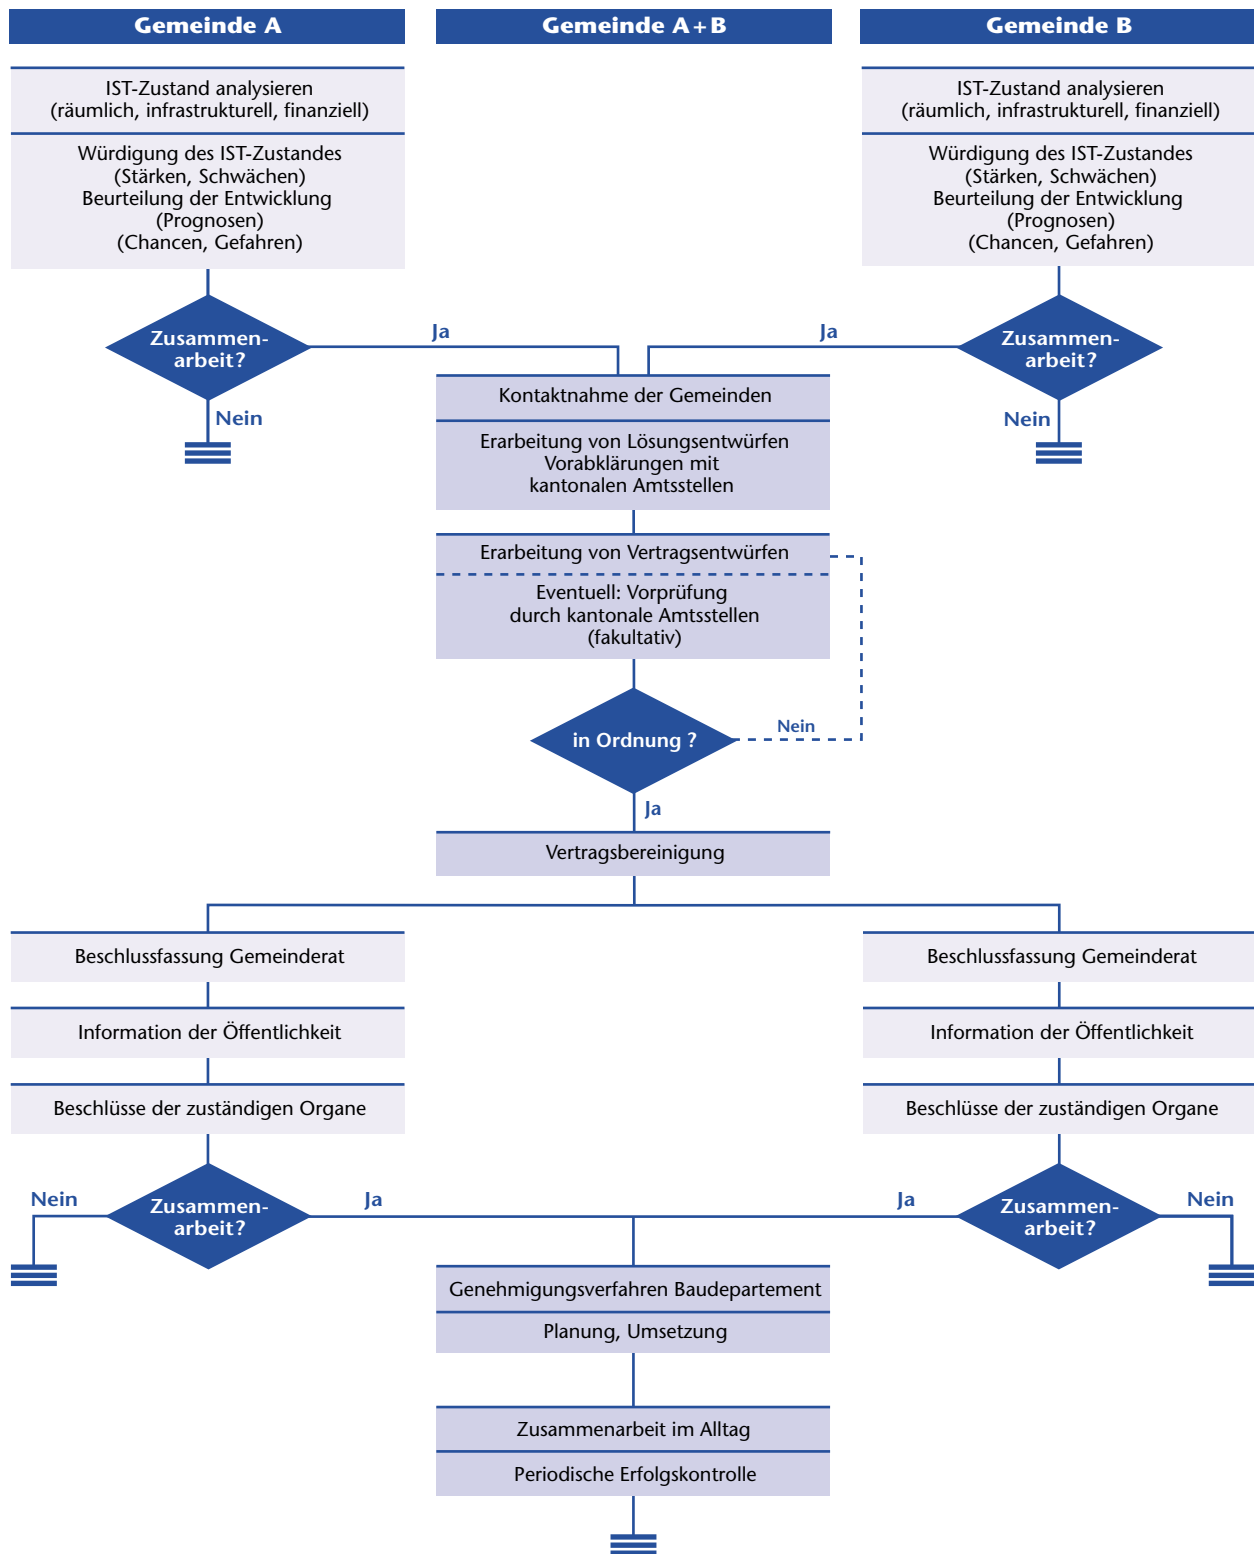 Gemeinde A
Gemeinde A+B
Gemeinde B
IST-Zustand analysieren
(räumlich, infrastrukturell, finanziell)
Würdigung des IST-Zustandes
(Stärken, Schwächen)
Beurteilung der Entwicklung
(Prognosen)
(Chancen, Gefahren)
IST-Zustand analysieren
(räumlich, infrastrukturell, finanziell)
Würdigung des IST-Zustandes
(Stärken, Schwächen)
Beurteilung der Entwicklung
(Prognosen)
(Chancen, Gefahren)
Zusammen-
arbeit?
Ja
Nein
Ja
Zusammen-
arbeit?
Nein
Kontaktnahme der Gemeinden
Erarbeitung von Lösungsentwürfen
Vorabklärungen mit
kantonalen Amtsstellen
Erarbeitung von Vertragsentwürfen
Eventuell: Vorprüfung
durch kantonale Amtsstellen
(fakultativ)
in Ordnung ?
Nein
Ja
Vertragsbereinigung
Beschlussfassung Gemeinderat
Information der Öffentlichkeit
Beschlüsse der zuständigen Organe
Beschlussfassung Gemeinderat
Information der Öffentlichkeit
Beschlüsse der zuständigen Organe
Nein
Zusammen-
arbeit?
Ja
Ja
Zusammen-
arbeit?
Nein
Genehmigungsverfahren Baudepartement
Planung, Umsetzung
Zusammenarbeit im Alltag
Periodische Erfolgskontrolle